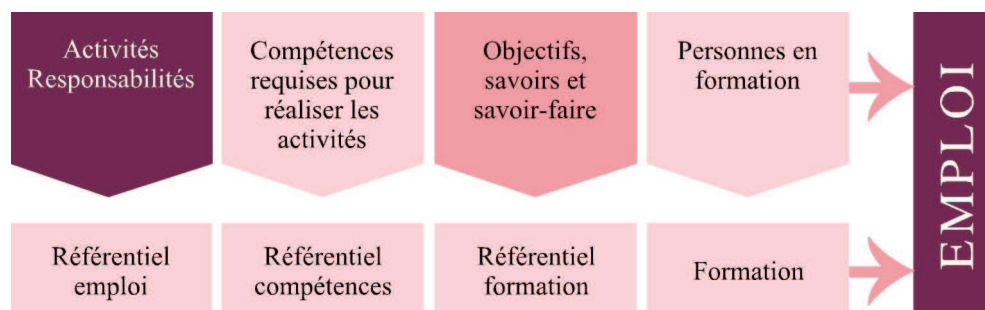 Activités
Responsabilités
Compétences
requises pour
réaliser les
activités
Objectifs,
savoirs et
savoir-faire
Personnes en
formation
Référentiel
emploi
Référentiel
compétences
Référentiel
formation
Formation
EMPLOI